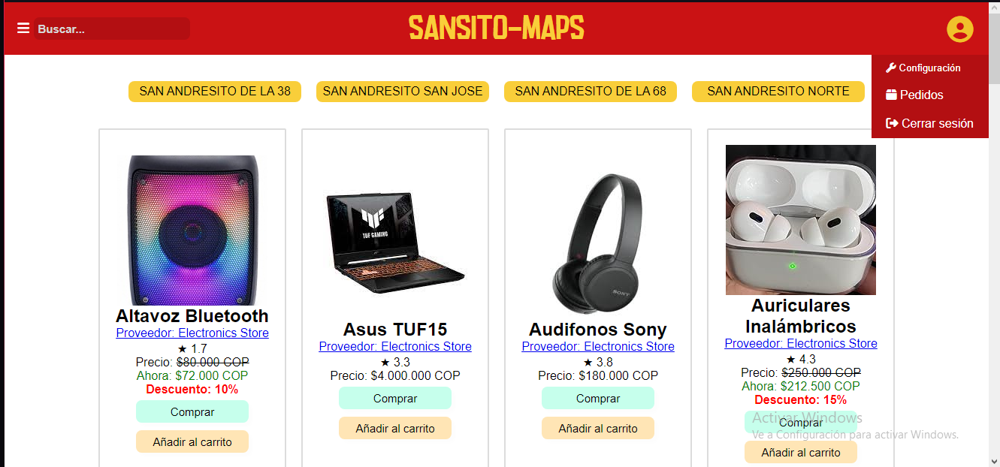 Buscar...
SANSITO-MAPS
Configuración
Pedidos
Cerrar sesión
SAN ANDRESITO DE LA 38
SAN ANDRESITO SAN JOSE
SAN ANDRESITO DE LA 68
SAN ANDRESITO NORTE
Altavoz Bluetooth
Proveedor: Electronics Store
★ 1.7
Precio: $80.000 COP
Ahora: $72.000 COP
Descuento: 10%
Comprar
Añadir al carrito
TUF GAMING
Asus TUF15
Proveedor: Electronics Store
★ 3.3
Precio: $4.000.000 COP
Comprar
Añadir al carrito
SONY
Audifonos Sony
Proveedor: Electronics Store
★ 3.8
Precio: $180.000 COP
Comprar
Añadir al carrito
Auriculares
Inalámbricos
Proveedor: Electronics Store
★ 4.3
Precio: $250.000 COP
Ahora: $212.500 COP
Descuento: 15%
Comprar
Añadir al carrito
Activar Windows
Ve a Configuración para activar Windows.